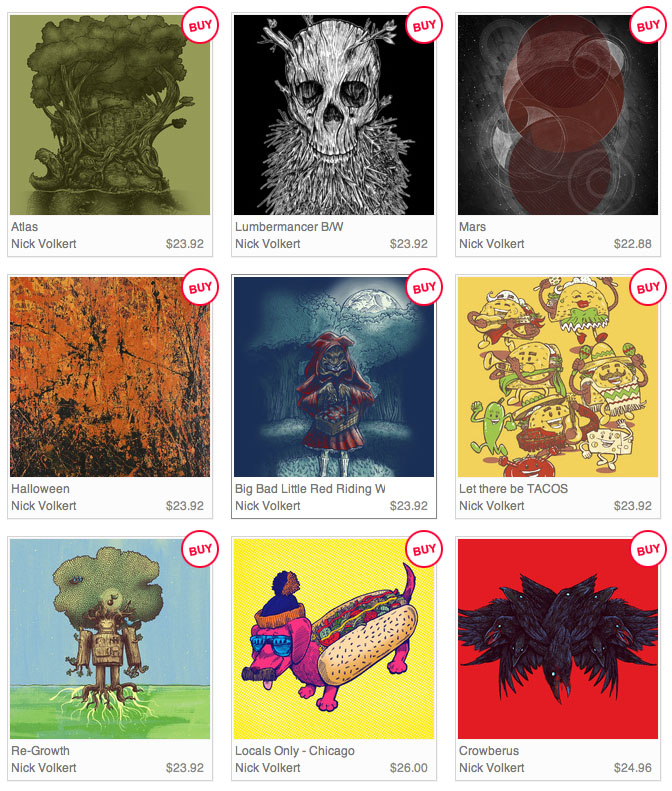 BUY
BUY
BUY
Atlas
Nick Volkert $23.92
Lumbermancer B/W
Nick Volkert $23.92
Mars
Nick Volkert $22.88
BUY
BUY
BUY
Halloween
Nick Volkert $23.92
Big Bad Little Red Riding W
Nick Volkert $23.92
Let there be TACOS
Nick Volkert $23.92
BUY
BUY
BUY
Re-Growth
Nick Volkert $23.92
Locals Only - Chicago
Nick Volkert $26.00
Crowberus
Nick Volkert $24.96